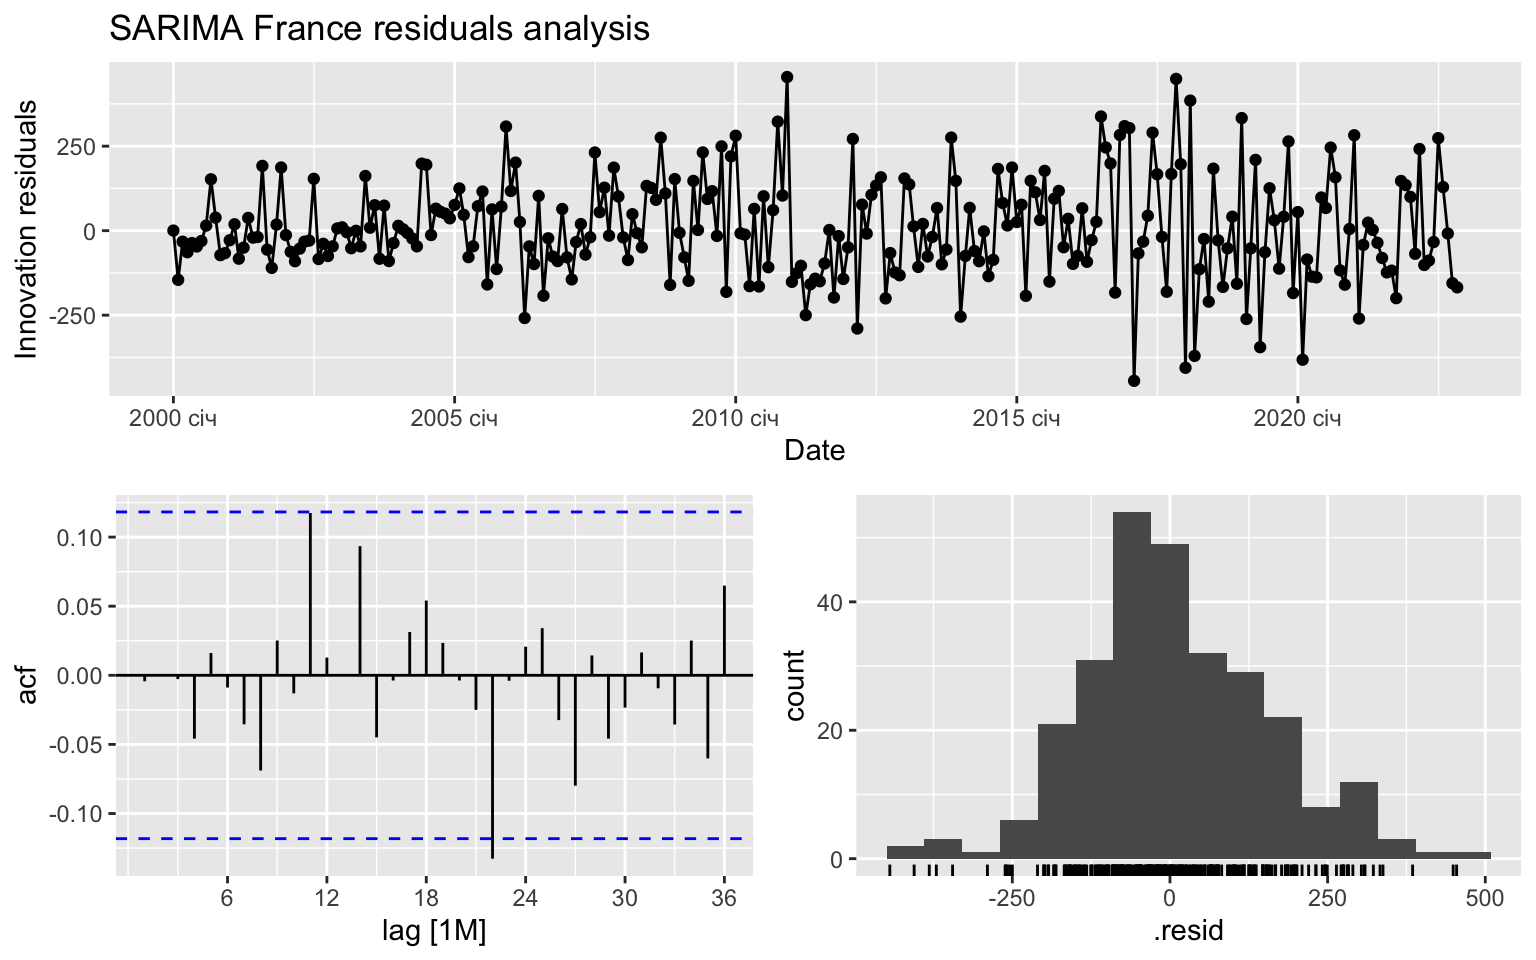 SARIMA France residuals analysis
Innovation residuals
250
0
-250
2000 січ 2005 січ 2010 січ 2015 січ 2020 січ
Date
acf
0.10
0.05
0.00
-0.05
-0.10
6 12 18 24 30 36
lag [1M]
count
40
20
0
-250 0 250 500
.resid